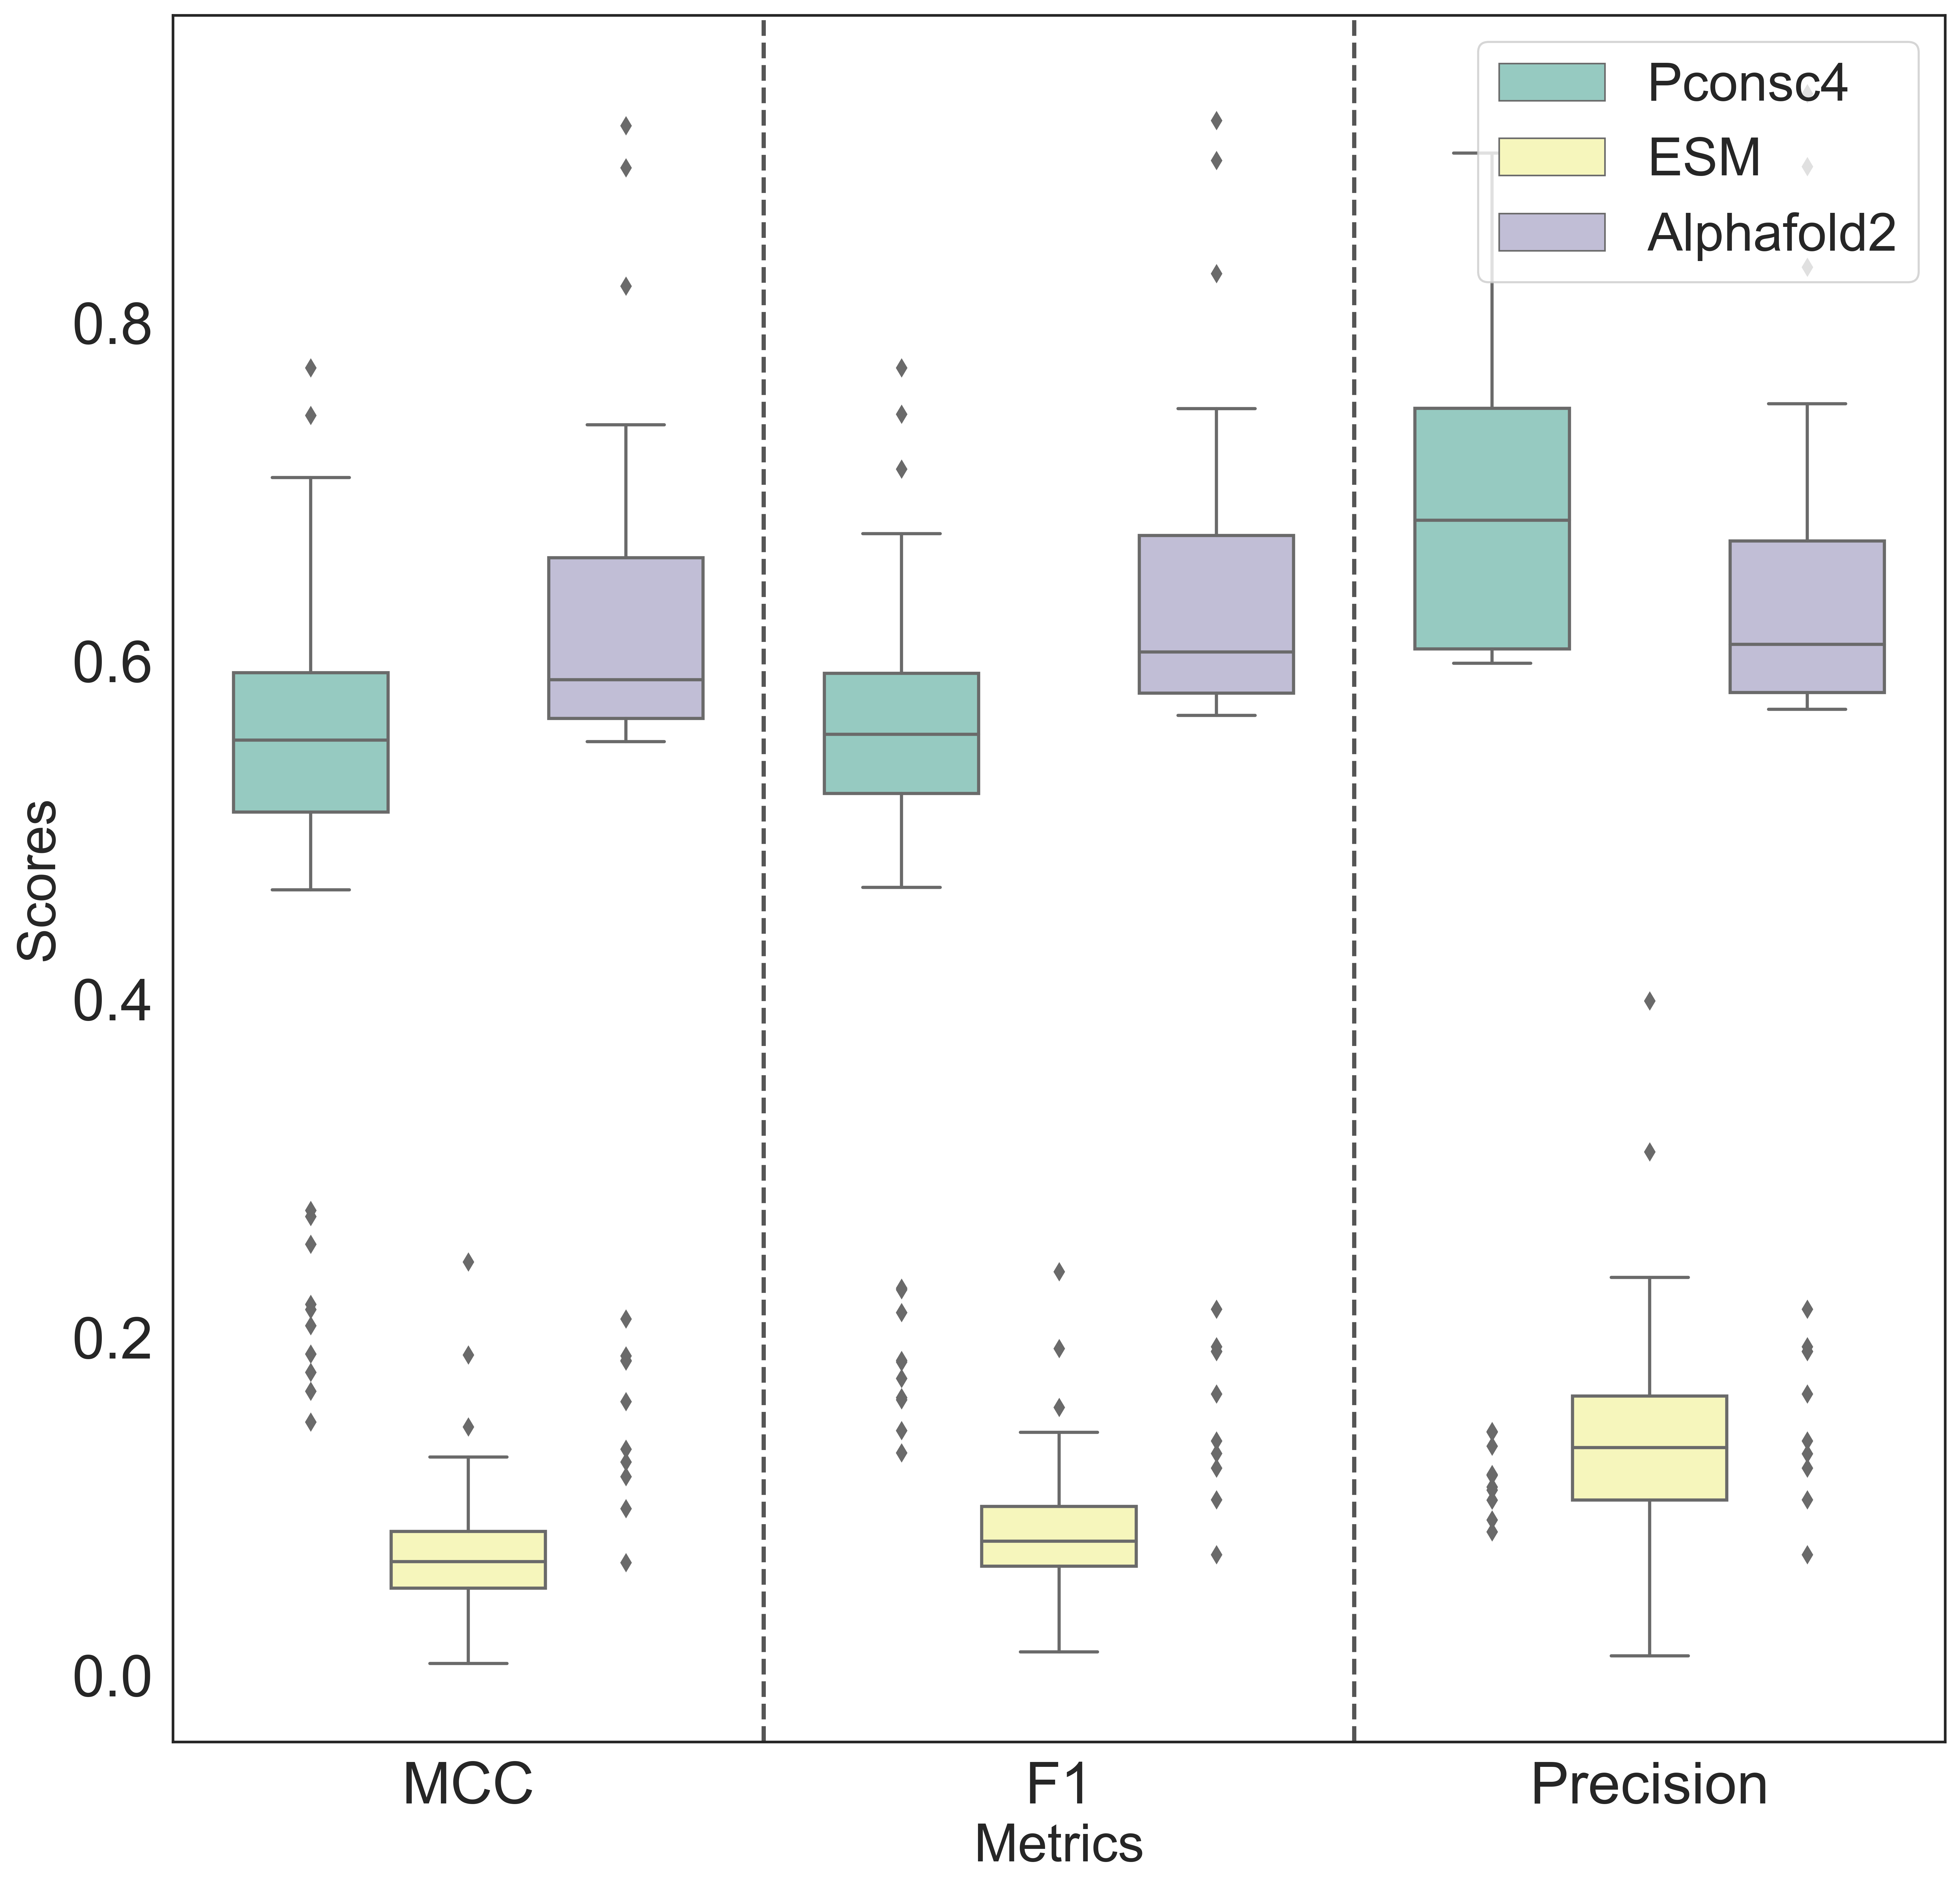 Pconsc4
ESM
Alphafold2
0.8
0.6
0.4
0.2
0.0
Scores
MCC
F1
Precision
Metrics